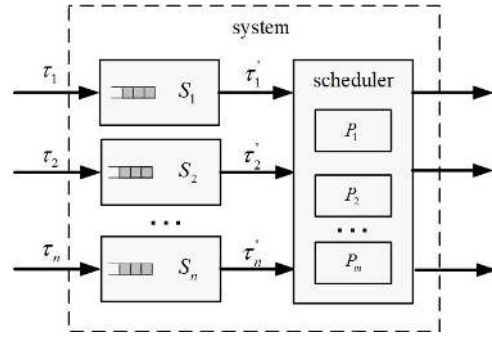 system
τ₁ S₁ τ₁* scheduler
P₁
τ₂ S₂ τ₂*
P₂
... ...
τₙ Sₙ τₙ* Pₘ